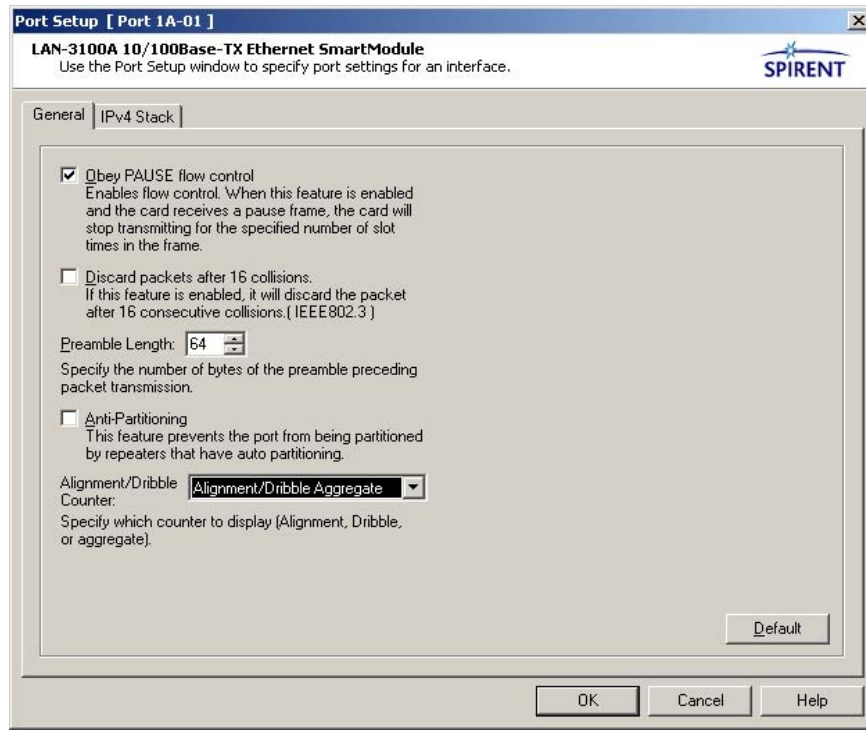 Port Setup [ Port 1A-01 ]
LAN-3100A 10/100Base-TX Ethernet SmartModule
Use the Port Setup window to specify port settings for an interface.
SPIRENT
General
IPv4 Stack
Obey PAUSE flow control
Enables flow control. When this feature is enabled
and the card receives a pause frame, the card will
stop transmitting for the specified number of slot
times in the frame.
Discard packets after 16 collisions.
If this feature is enabled, it will discard the packet
after 16 consecutive collisions.( IEEE802.3 )
Preamble Length: 64
Specify the number of bytes of the preamble preceding
packet transmission.
Anti-Partitioning
This feature prevents the port from being partitioned
by repeaters that have auto partitioning.
Alignment/Dribble
Counter:
Alignment/Dribble Aggregate
Specify which counter to display (Alignment, Dribble,
or aggregate).
Default
OK
Cancel
Help